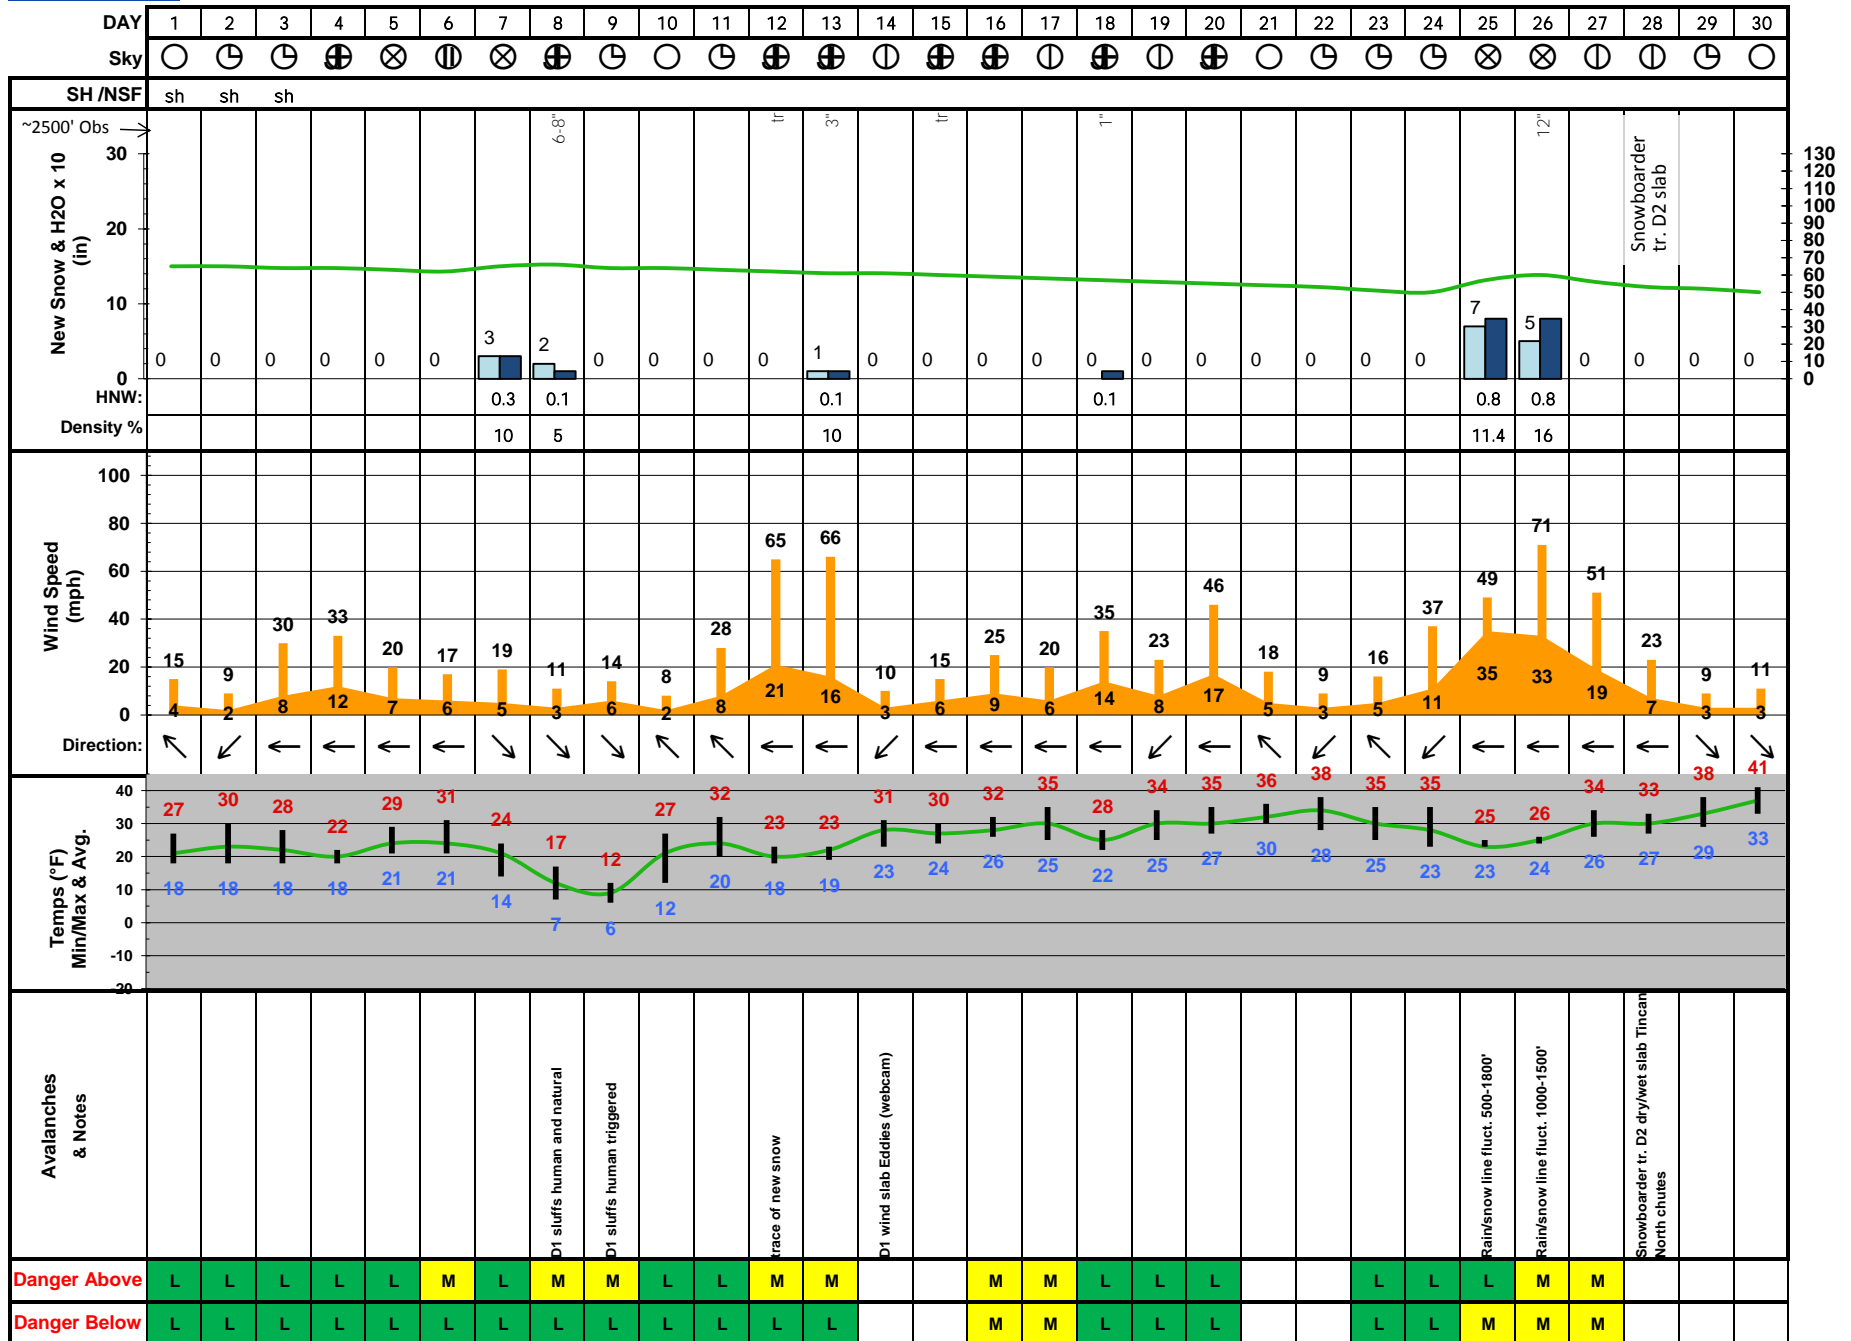 DAY 1 2 3 4 5 6 7 8 9 10 11 12 13 14 15 16 17 18 19 20 21 22 23 24 25 26 27 28 29 30
Sky
SH /NSF sh sh sh
~2500' Obs 6-8" tr 3" tr 1" 12"
New Snow & H2O x 10
(in)
30
20
10
0
Snowboarder
tr. D2 slab
130
120
110
100
90
80
70
60
50
40
30
20
10
0
0 0 0 0 0 0 3 2 0 0 0 0 1 0 0 0 0 0 0 0 0 0 0 0 7 5 0 0 0 0
HNW: 0.3 0.1 0.1 0.1 0.8 0.8
Density % 10 5 10 11.4 16
Wind Speed
(mph)
100
80
60
40
20
0
15 9 30 33 20 17 19 11 14 8 28 65 66 10 15 25 20 35 23 46 18 9 16 37 49 71 51 23 9 11
4 2 8 12 7 6 5 3 6 2 8 21 16 3 6 9 6 14 8 17 5 3 5 11 35 33 19 7 3 3
Direction:
Temps (°F)
Min/Max & Avg.
40
30
20
10
0
-10
-20
27 30 28 22 29 31 24 17 12 27 32 23 23 31 30 32 35 28 34 35 36 38 35 35 25 26 34 33 38 41
18 18 18 18 21 21 14 7 6 12 20 18 19 23 24 26 25 22 25 27 30 28 25 23 23 24 26 27 29 33
Avalanches
& Notes
D1 sluffs human and natural
D1 sluffs human triggered
trace of new snow
D1 wind slab Eddies (webcam)
Rain/snow line fluct. 500-1800'
Rain/snow line fluct. 1000-1500'
Snowboarder tr. D2 dry/wet slab Tincan
North chutes
Danger Above L L L L L M L M M L L M M M M L L L L L L M M
Danger Below L L L L L L L L L L L L L M M L L L L L M M M